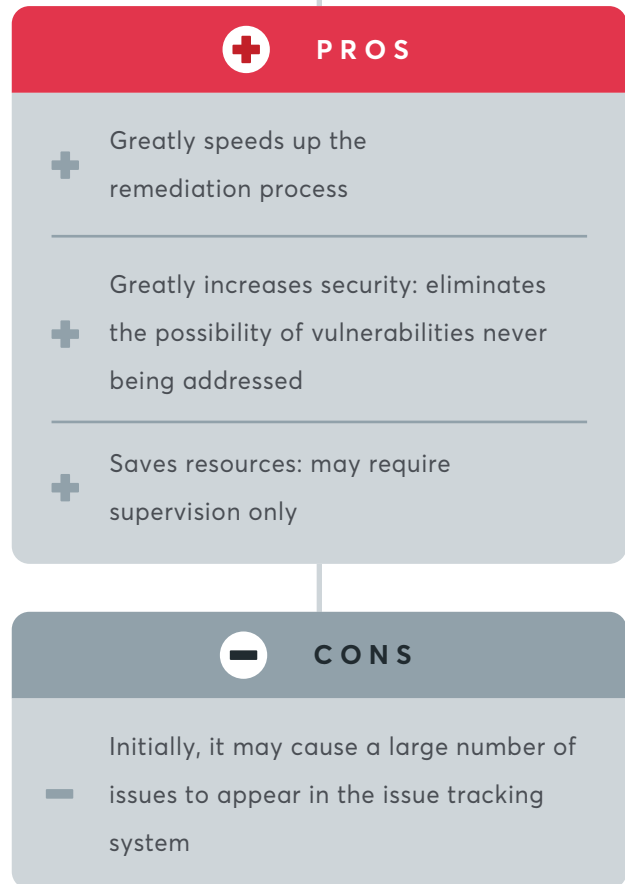 PROS
Greatly speeds up the
remediation process
Greatly increases security: eliminates
the possibility of vulnerabilities never
being addressed
Saves resources: may require
supervision only
CONS
Initially, it may cause a large number of
issues to appear in the issue tracking
system